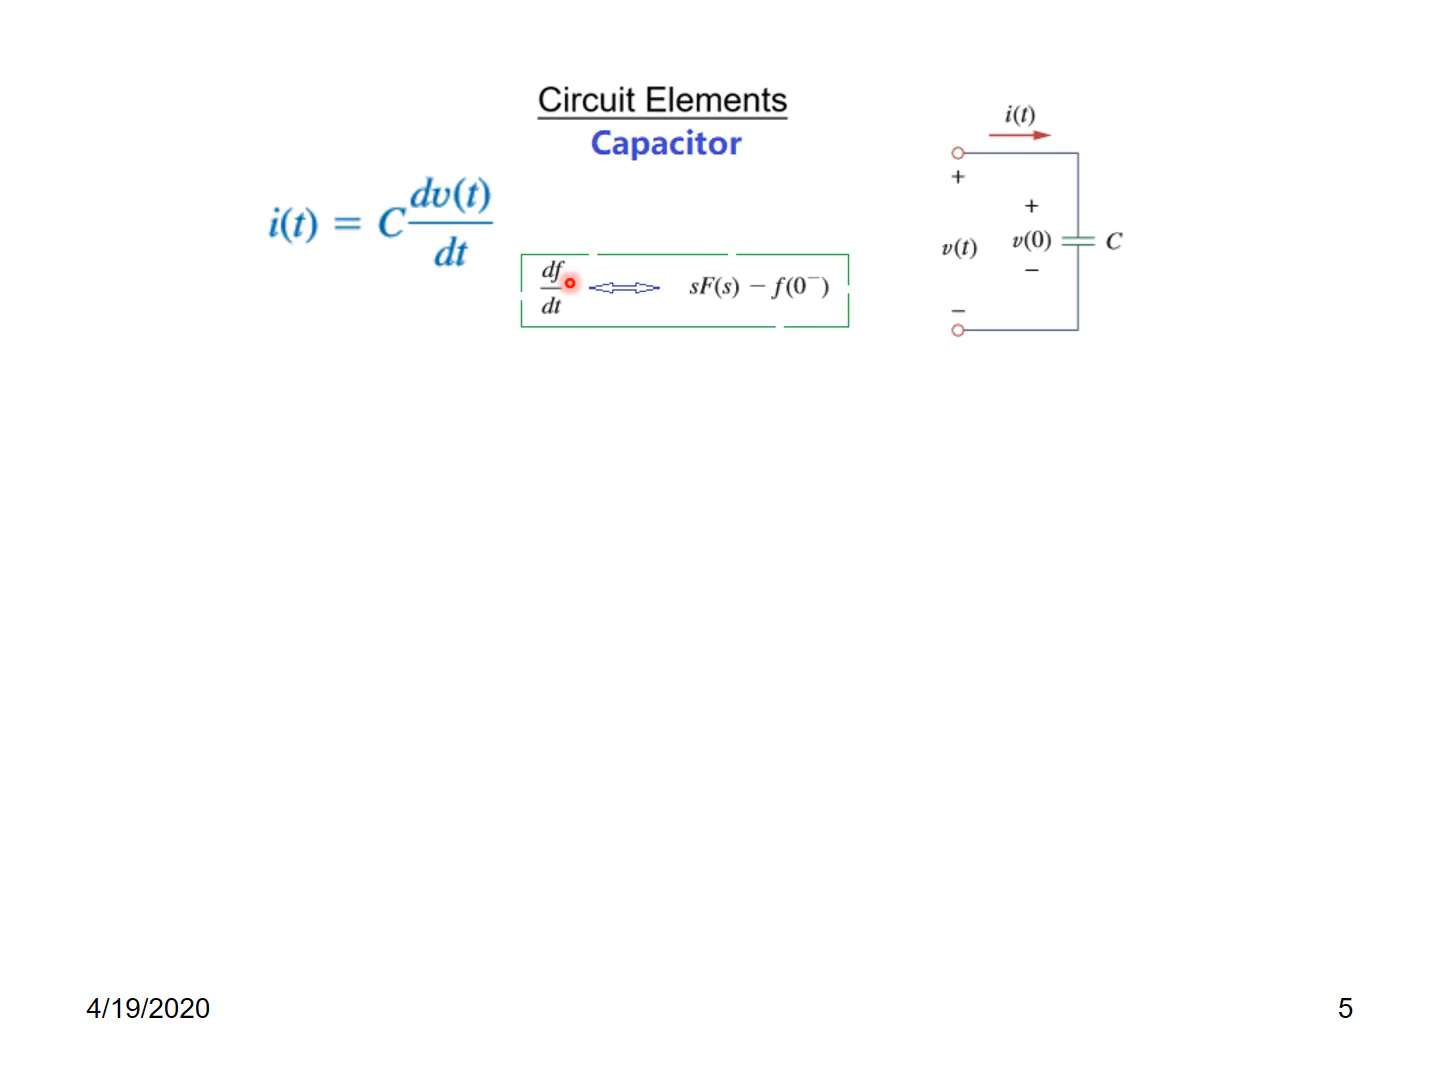 Circuit Elements
Capacitor
i(t) = C dv(t)/dt
df/dt sF(s) − f(0⁻)
i(t)
+
+
v(t) v(0) C
−
−
4/19/2020 5